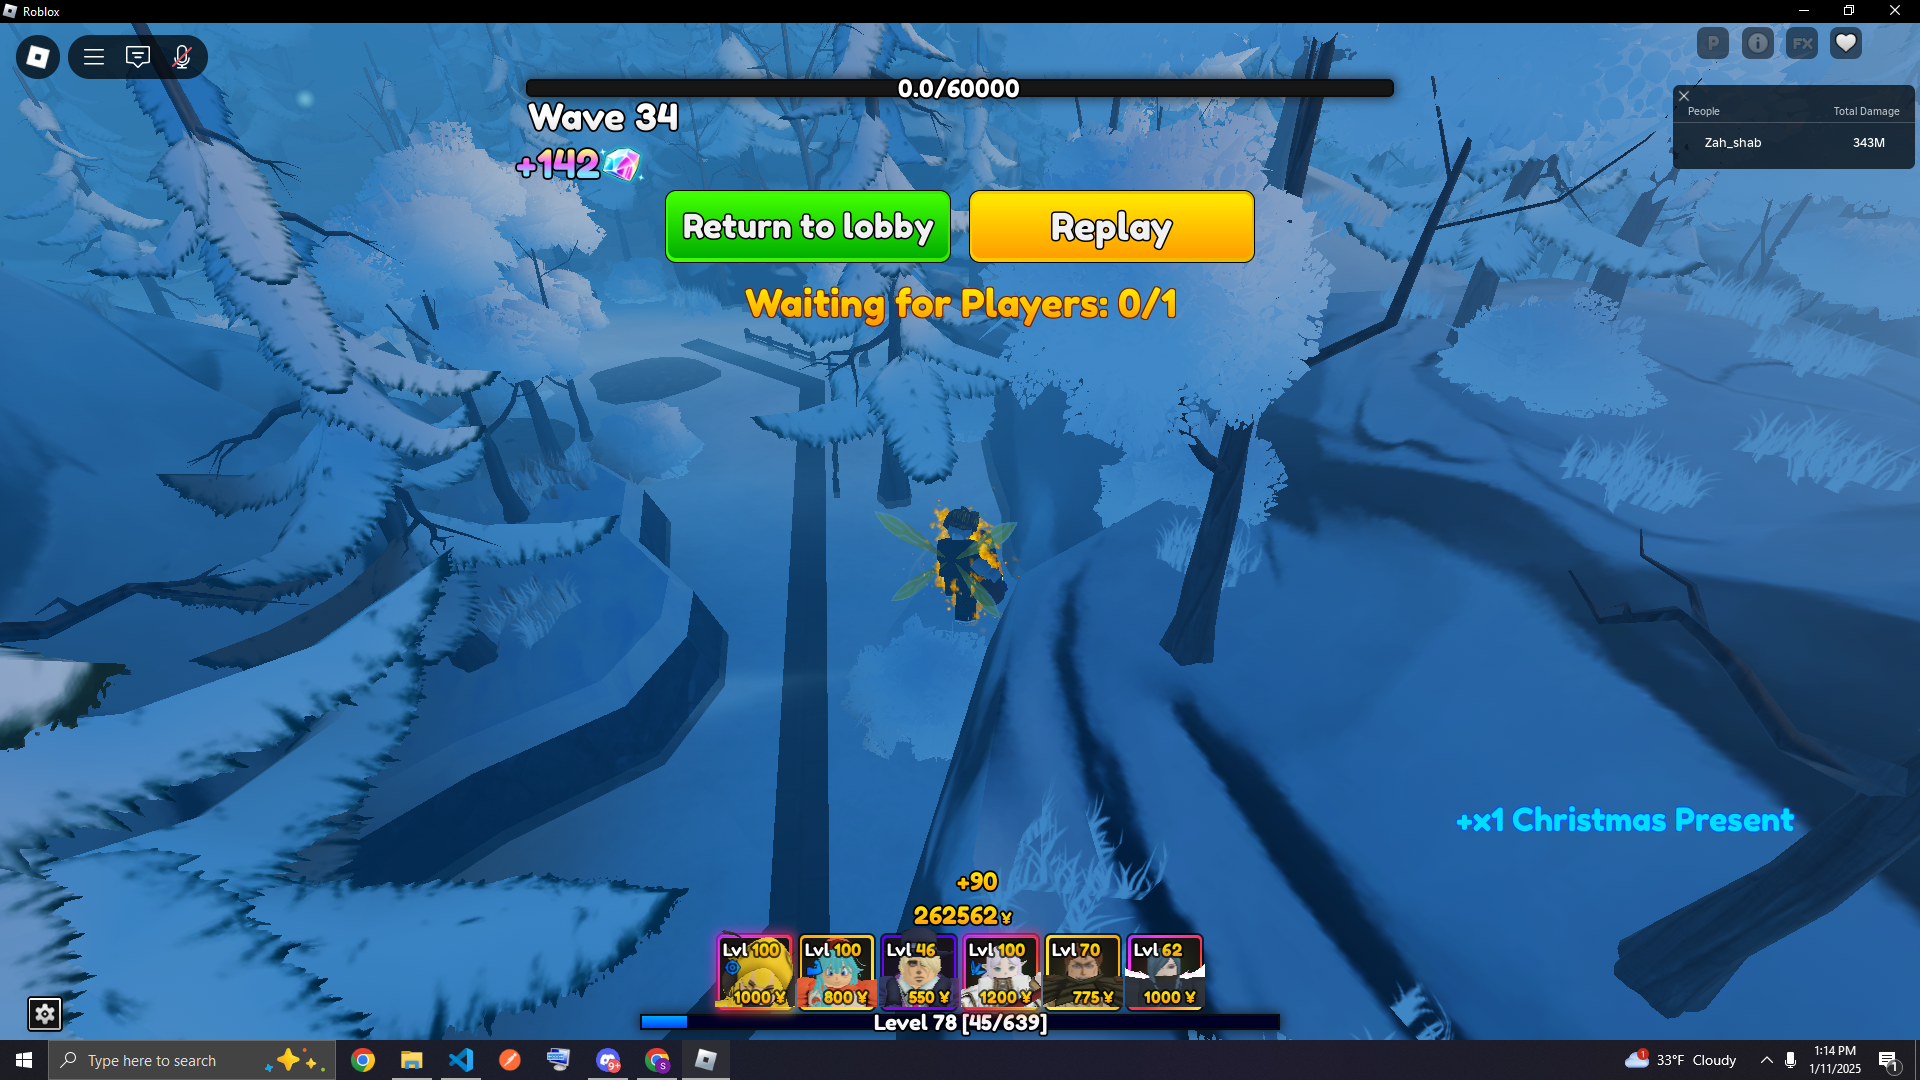 Roblox
P
FX
0.0/60000
Wave 34
+142
People Total Damage
Zah_shab 343M
Return to lobby
Replay
Waiting for Players: 0/1
+x1 Christmas Present
+90
262562¥
Lvl 100 Lvl 100 Lvl 46 Lvl 100 Lvl 70 Lvl 62
1000 ¥ 800 ¥ 550 ¥ 1200 ¥ 775 ¥ 1000 ¥
Level 78 [45/639]
Type here to search
9+
S
1
33°F Cloudy
1:14 PM
1/11/2025
1